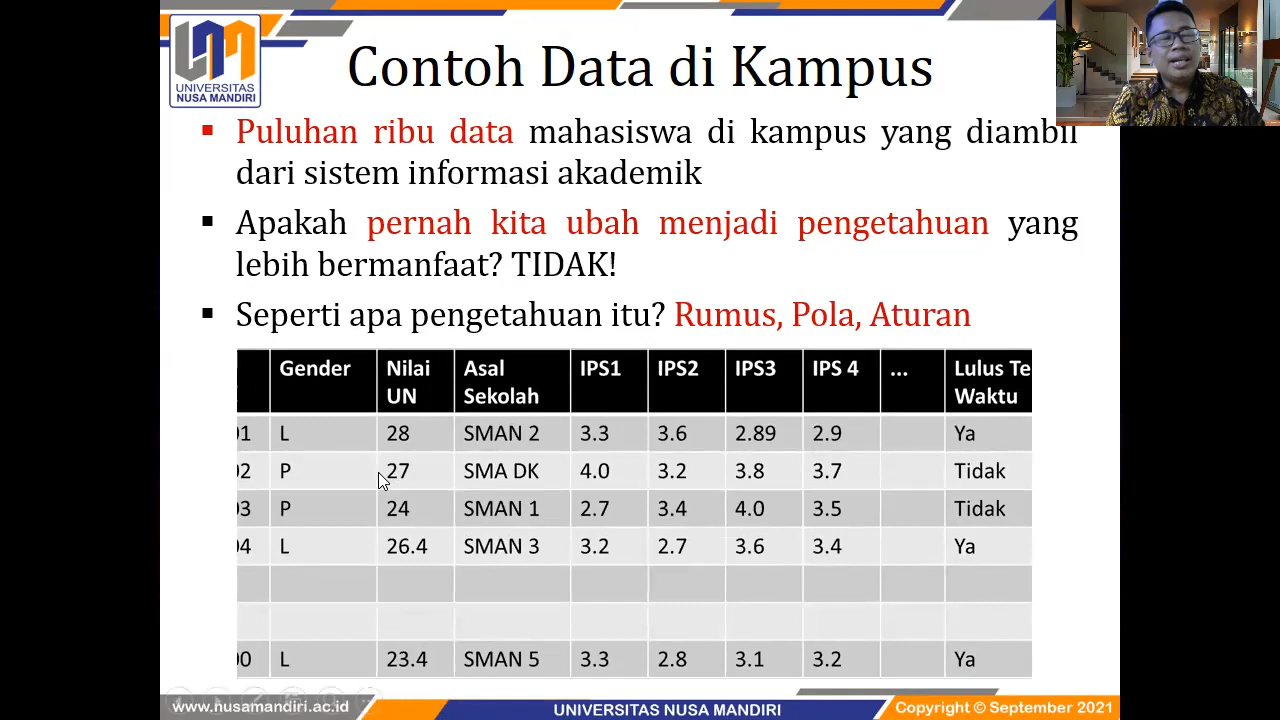 UNIVERSITAS
NUSA MANDIRI
Contoh Data di Kampus
Puluhan ribu data mahasiswa di kampus yang diambil
dari sistem informasi akademik
Apakah pernah kita ubah menjadi pengetahuan yang
lebih bermanfaat? TIDAK!
Seperti apa pengetahuan itu? Rumus, Pola, Aturan
Gender Nilai UN Asal Sekolah IPS1 IPS2 IPS3 IPS 4 ... Lulus Te Waktu
01 L 28 SMAN 2 3.3 3.6 2.89 2.9 Ya
02 P 27 SMA DK 4.0 3.2 3.8 3.7 Tidak
03 P 24 SMAN 1 2.7 3.4 4.0 3.5 Tidak
04 L 26.4 SMAN 3 3.2 2.7 3.6 3.4 Ya
00 L 23.4 SMAN 5 3.3 2.8 3.1 3.2 Ya
www.nusamandiri.ac.id UNIVERSITAS NUSA MANDIRI Copyright © September 2021